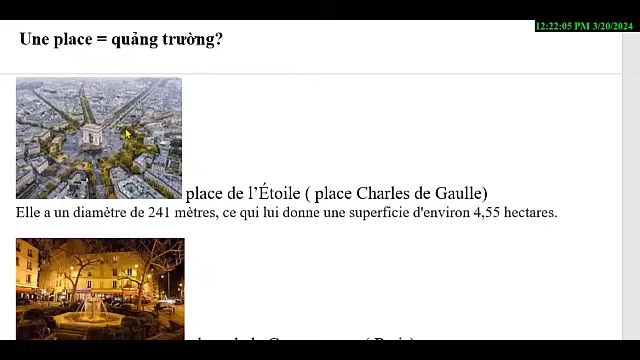 12:22:05 PM 3/20/2024
Une place = quảng trường?
place de l'Étoile ( place Charles de Gaulle)
Elle a un diamètre de 241 mètres, ce qui lui donne une superficie d'environ 4,55 hectares.